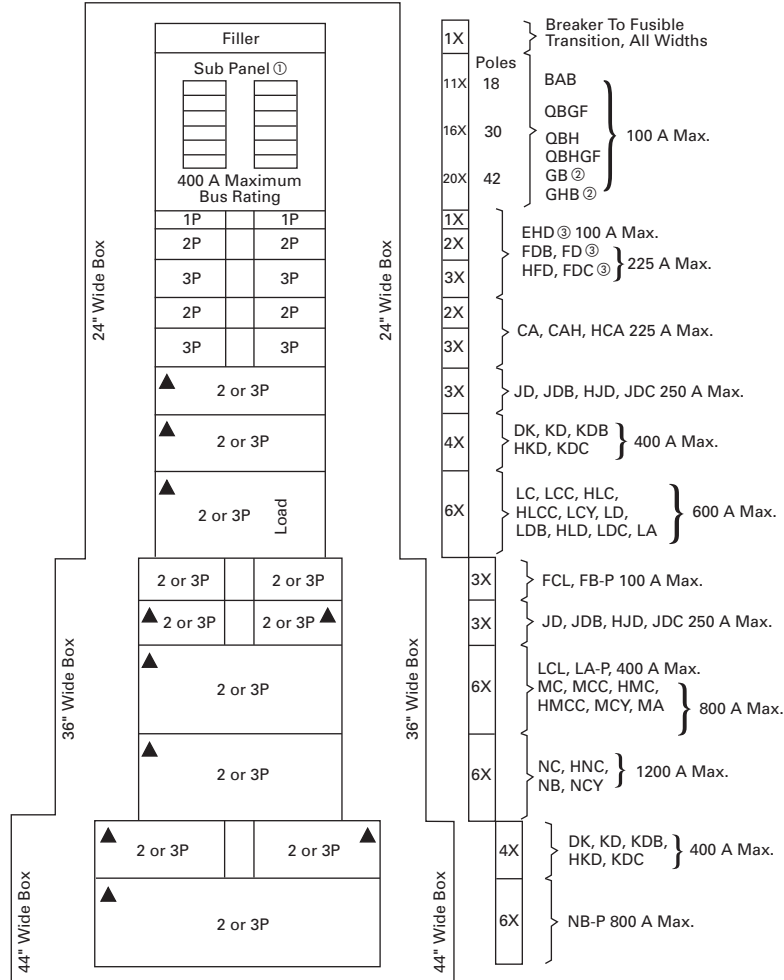 Filler
Sub Panel ①
400 A Maximum
Bus Rating
1P 1P
2P 2P
3P 3P
2P 2P
3P 3P
▲ 2 or 3P
▲ 2 or 3P
▲ 2 or 3P Load
2 or 3P 2 or 3P
▲ 2 or 3P 2 or 3P ▲
▲ 2 or 3P
▲ 2 or 3P
▲ 2 or 3P 2 or 3P ▲
▲ 2 or 3P
24" Wide Box
36" Wide Box
44" Wide Box
24" Wide Box
36" Wide Box
44" Wide Box
1X Breaker To Fusible
Transition, All Widths
Poles
11X 18 BAB
QBGF
16X 30 QBH
QBHGF
20X 42 GB ②
GHB ②
100 A Max.
1X
2X
3X
EHD ③ 100 A Max.
FDB, FD ③
HFD, FDC ③
225 A Max.
2X
3X
CA, CAH, HCA 225 A Max.
3X JD, JDB, HJD, JDC 250 A Max.
4X DK, KD, KDB
HKD, KDC
400 A Max.
6X LC, LCC, HLC,
HLCC, LCY, LD,
LDB, HLD, LDC, LA
600 A Max.
3X FCL, FB-P 100 A Max.
3X JD, JDB, HJD, JDC 250 A Max.
6X LCL, LA-P, 400 A Max.
MC, MCC, HMC,
HMCC, MCY, MA
800 A Max.
6X NC, HNC,
NB, NCY
1200 A Max.
4X DK, KD, KDB,
HKD, KDC
400 A Max.
6X NB-P 800 A Max.